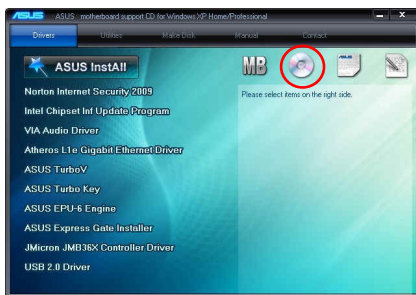 ASUS ASUS motherboard support CD for Windows XP Home/Professional
Drivers Utilities Make Disk Manual Contact
ASUS InstAll
MB
Norton Internet Security 2009
Please select items on the right side.
Intel Chipset Inf Update Program
VIA Audio Driver
Atheros L1e Gigabit Ethernet Driver
ASUS TurboV
ASUS Turbo Key
ASUS EPU-6 Engine
ASUS Express Gate Installer
JMicron JMB36X Controller Driver
USB 2.0 Driver